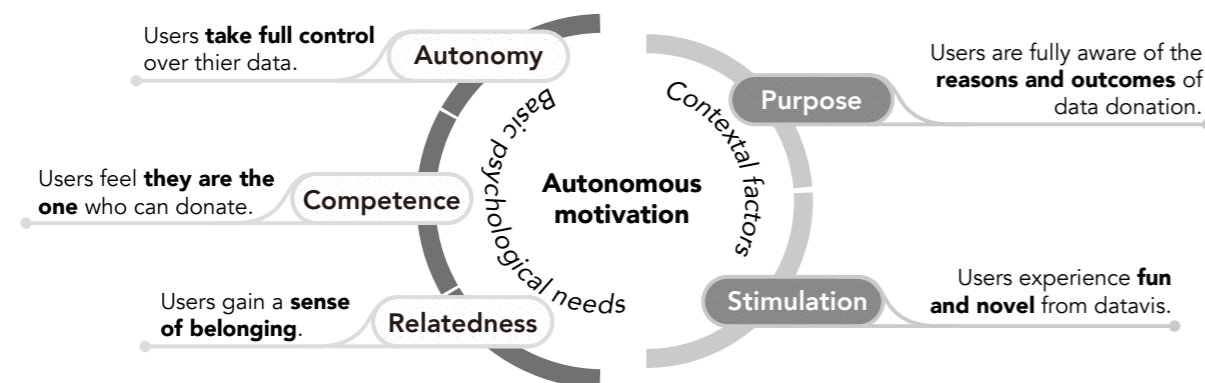 Users take full control
over thier data.
Autonomy
Users feel they are the
one who can donate.
Competence
Users gain a sense
of belonging.
Relatedness
Basic psychological needs
Autonomous
motivation
Contextal factors
Purpose
Users are fully aware of the
reasons and outcomes of
data donation.
Stimulation
Users experience fun
and novel from datavis.